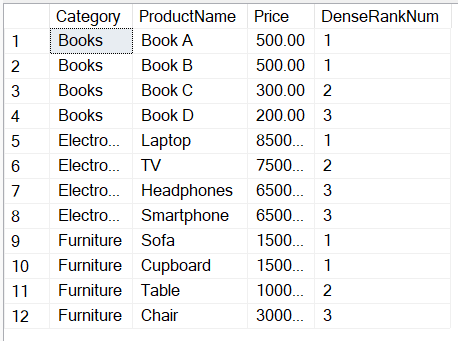 Category ProductName Price DenseRankNum
1 Books Book A 500.00 1
2 Books Book B 500.00 1
3 Books Book C 300.00 2
4 Books Book D 200.00 3
5 Electro... Laptop 8500... 1
6 Electro... TV 7500... 2
7 Electro... Headphones 6500... 3
8 Electro... Smartphone 6500... 3
9 Furniture Sofa 1500... 1
10 Furniture Cupboard 1500... 1
11 Furniture Table 1000... 2
12 Furniture Chair 3000... 3